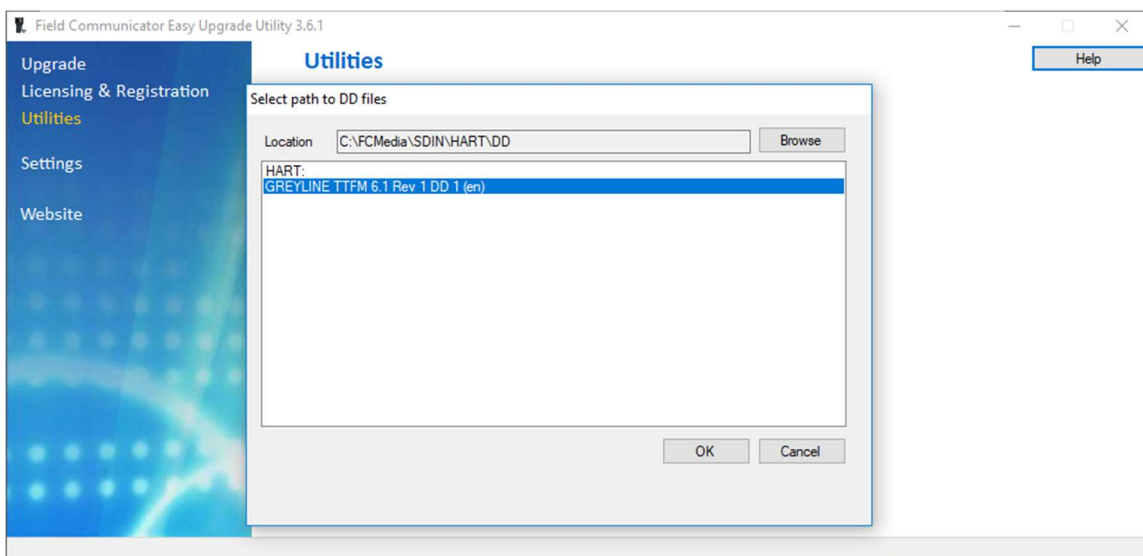 Field Communicator Easy Upgrade Utility 3.6.1
Upgrade
Licensing & Registration
Utilities
Settings
Website
Utilities
Help
Select path to DD files
Location C:\FCMedia\SDIN\HART\DD Browse
HART:
GREYLINE TTFM 6.1 Rev 1 DD 1 (en)
OK Cancel